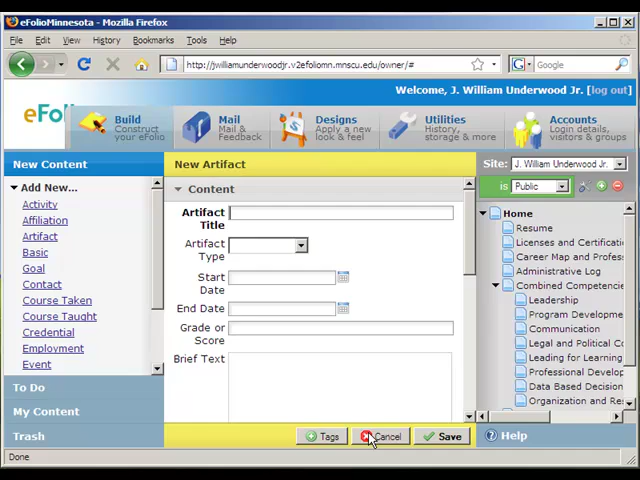 eFolioMinnesota - Mozilla Firefox
File Edit View History Bookmarks Tools Help
http://jwilliamunderwoodjr.v2efoliomn.mnscu.edu/owner/#
Google
Welcome, J. William Underwood Jr. [log out]
eFoli
Build
Construct your eFolio
Mail
Mail & Feedback
Designs
Apply a new look & feel
Utilities
History, storage & more
Accounts
Login details, visitors & groups
New Content
Add New...
Activity
Affiliation
Artifact
Basic
Goal
Contact
Course Taken
Course Taught
Credential
Employment
Event
To Do
My Content
Trash
New Artifact
Content
Artifact Title
Artifact Type
Start Date
End Date
Grade or Score
Brief Text
Tags
Cancel
Save
Site: J. William Underwood Jr.
is Public
Home
Resume
Licenses and Certificati
Career Map and Profes
Administrative Log
Combined Competencie
Leadership
Program Developme
Communication
Legal and Political Co
Leading for Learning
Professional Develop
Data Based Decision
Organization and Res
Help
Done